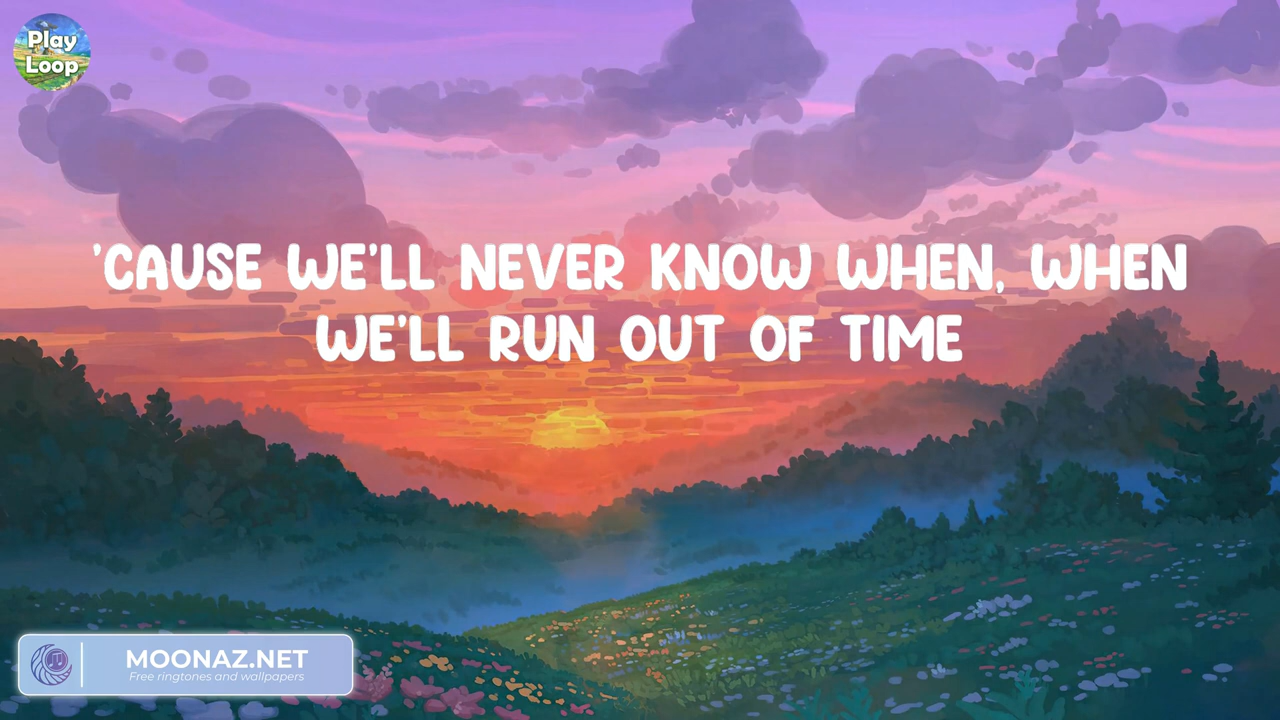 Play
Loop
'CAUSE WE'LL NEVER KNOW WHEN, WHEN
WE'LL RUN OUT OF TIME
MOONAZ.NET
Free ringtones and wallpapers